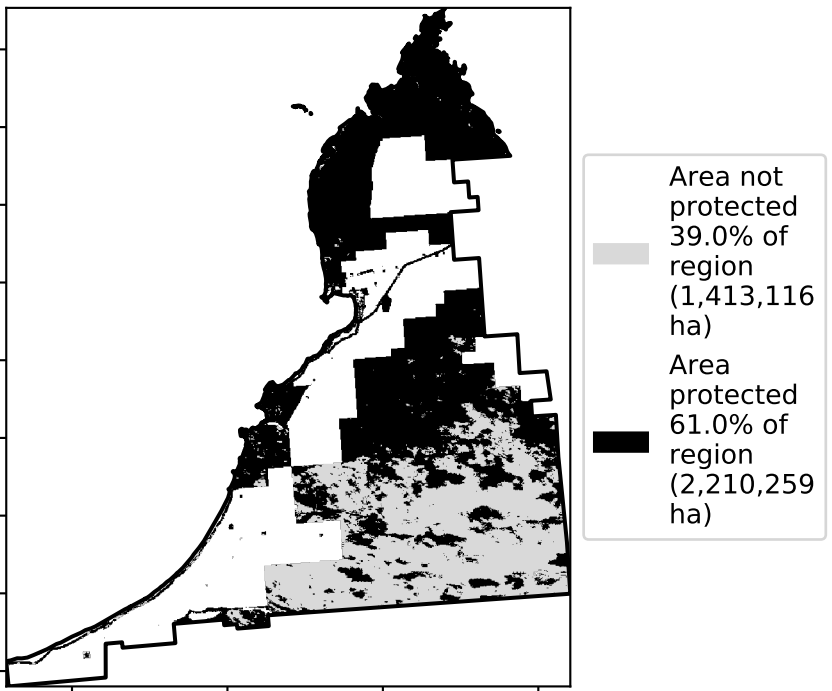 Area not
protected
39.0% of
region
(1,413,116
ha)
Area
protected
61.0% of
region
(2,210,259
ha)